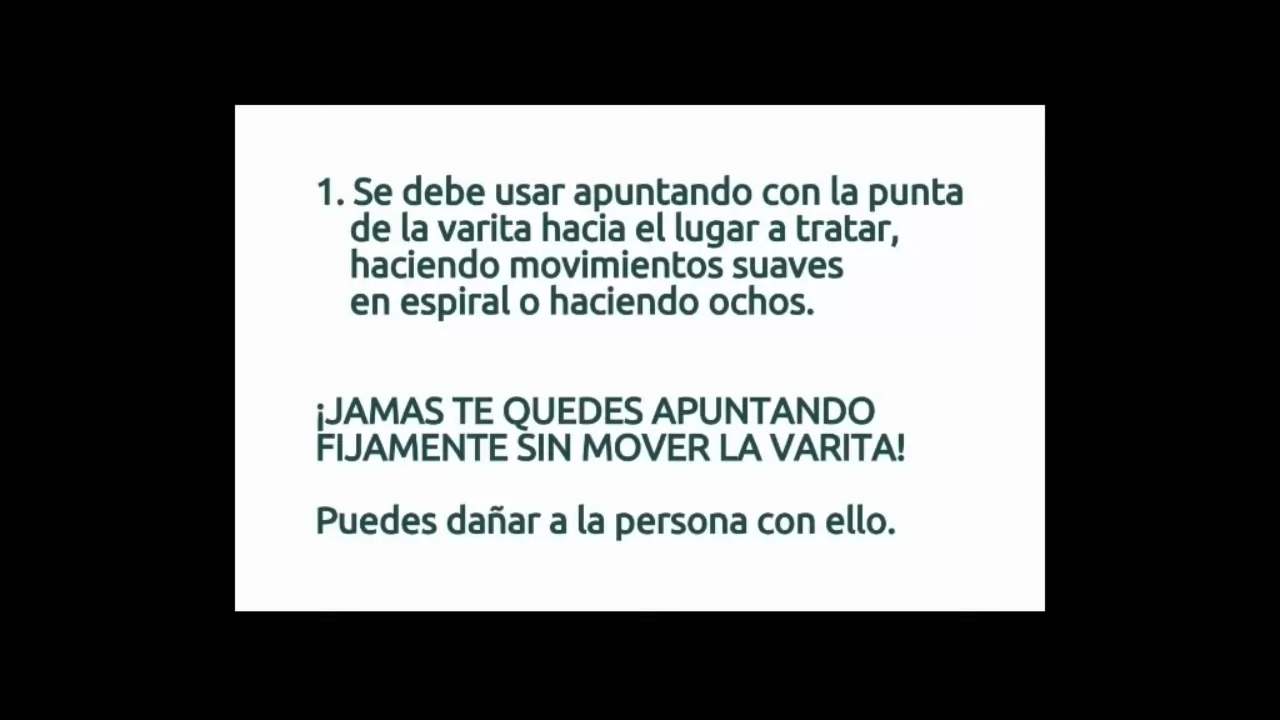 1. Se debe usar apuntando con la punta
de la varita hacia el lugar a tratar,
haciendo movimientos suaves
en espiral o haciendo ochos.
¡JAMAS TE QUEDES APUNTANDO
FIJAMENTE SIN MOVER LA VARITA!
Puedes dañar a la persona con ello.